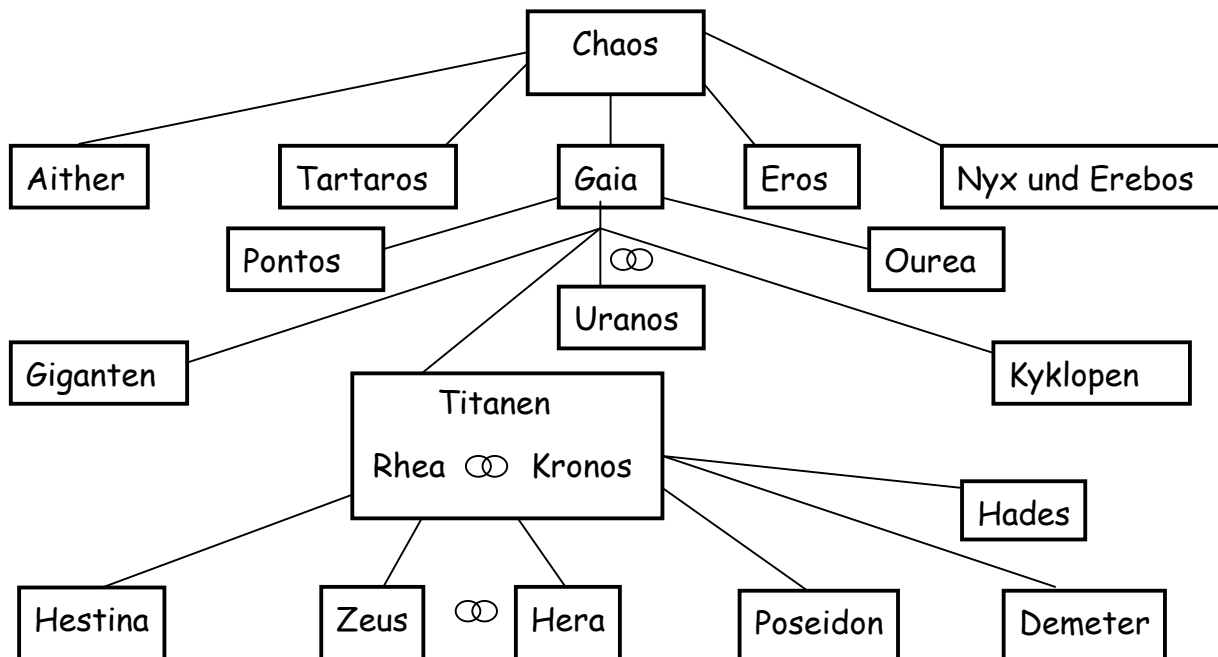 Chaos
Aither
Tartaros
Gaia
Eros
Nyx und Erebos
Pontos
Ourea
Uranos
Giganten
Kyklopen
Titanen
Rhea Kronos
Hades
Hestina
Zeus
Hera
Poseidon
Demeter